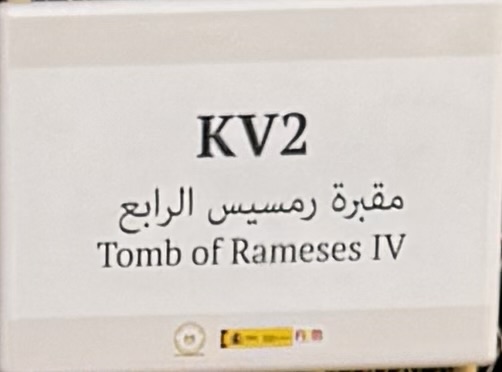 KV2
مقبرة رمسيس الرابع
Tomb of Rameses IV